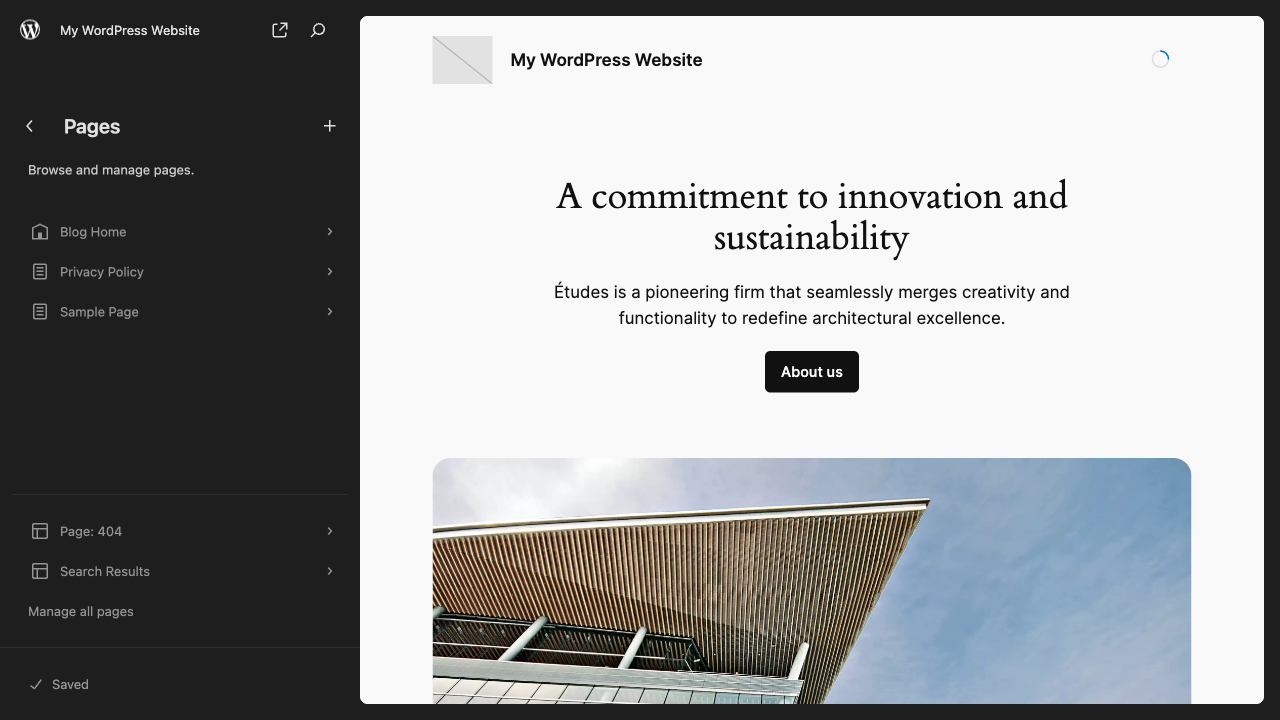 My WordPress Website
Pages
Browse and manage pages.
Blog Home
Privacy Policy
Sample Page
Page: 404
Search Results
Manage all pages
Saved
My WordPress Website
A commitment to innovation and
sustainability
Études is a pioneering firm that seamlessly merges creativity and
functionality to redefine architectural excellence.
About us